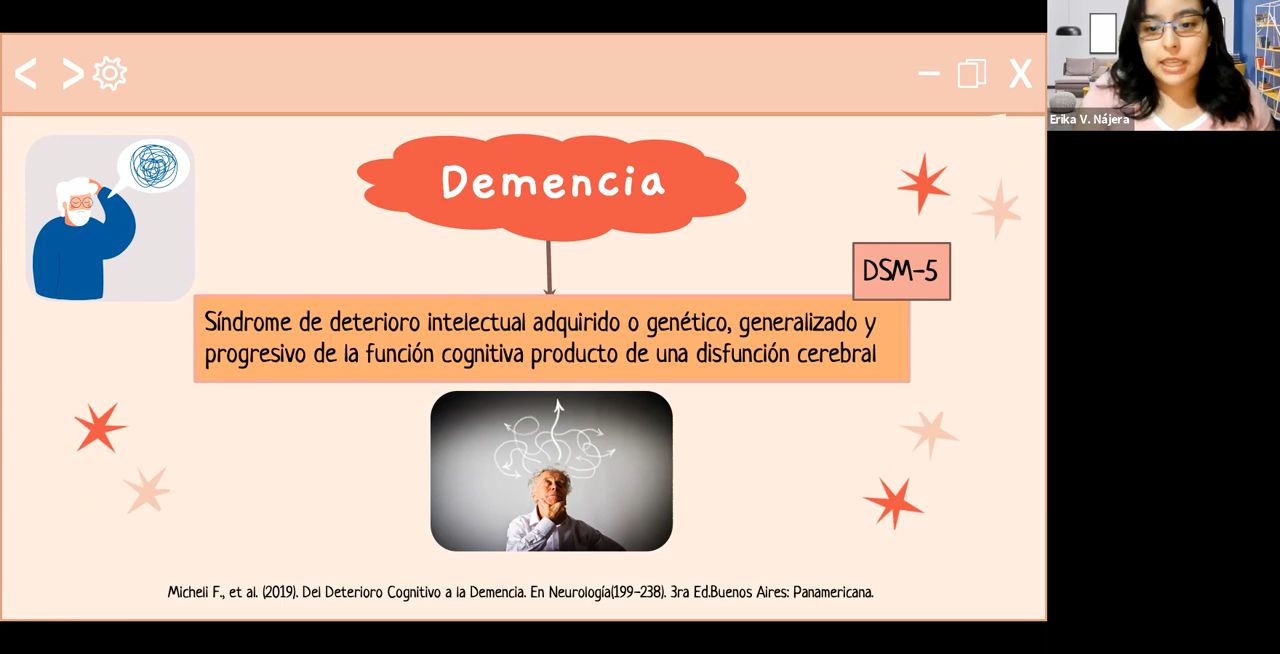 Demencia
DSM-5
Síndrome de deterioro intelectual adquirido o genético, generalizado y
progresivo de la función cognitiva producto de una disfunción cerebral
Micheli F., et al. (2019). Del Deterioro Cognitivo a la Demencia. En Neurología(199-238). 3ra Ed.Buenos Aires: Panamericana.
Erika V. Nájera